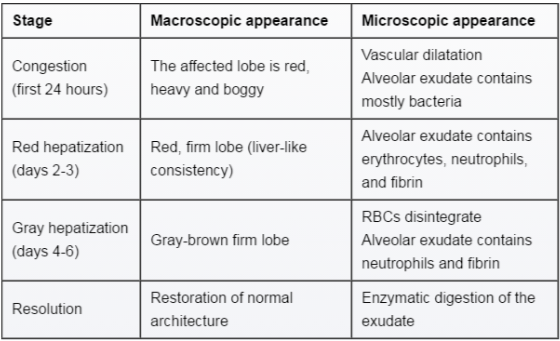 Stage
Macroscopic appearance
Microscopic appearance
Congestion
(first 24 hours)
The affected lobe is red,
heavy and boggy
Vascular dilatation
Alveolar exudate contains
mostly bacteria
Red hepatization
(days 2-3)
Red, firm lobe (liver-like
consistency)
Alveolar exudate contains
erythrocytes, neutrophils,
and fibrin
Gray hepatization
(days 4-6)
Gray-brown firm lobe
RBCs disintegrate
Alveolar exudate contains
neutrophils and fibrin
Resolution
Restoration of normal
architecture
Enzymatic digestion of the
exudate